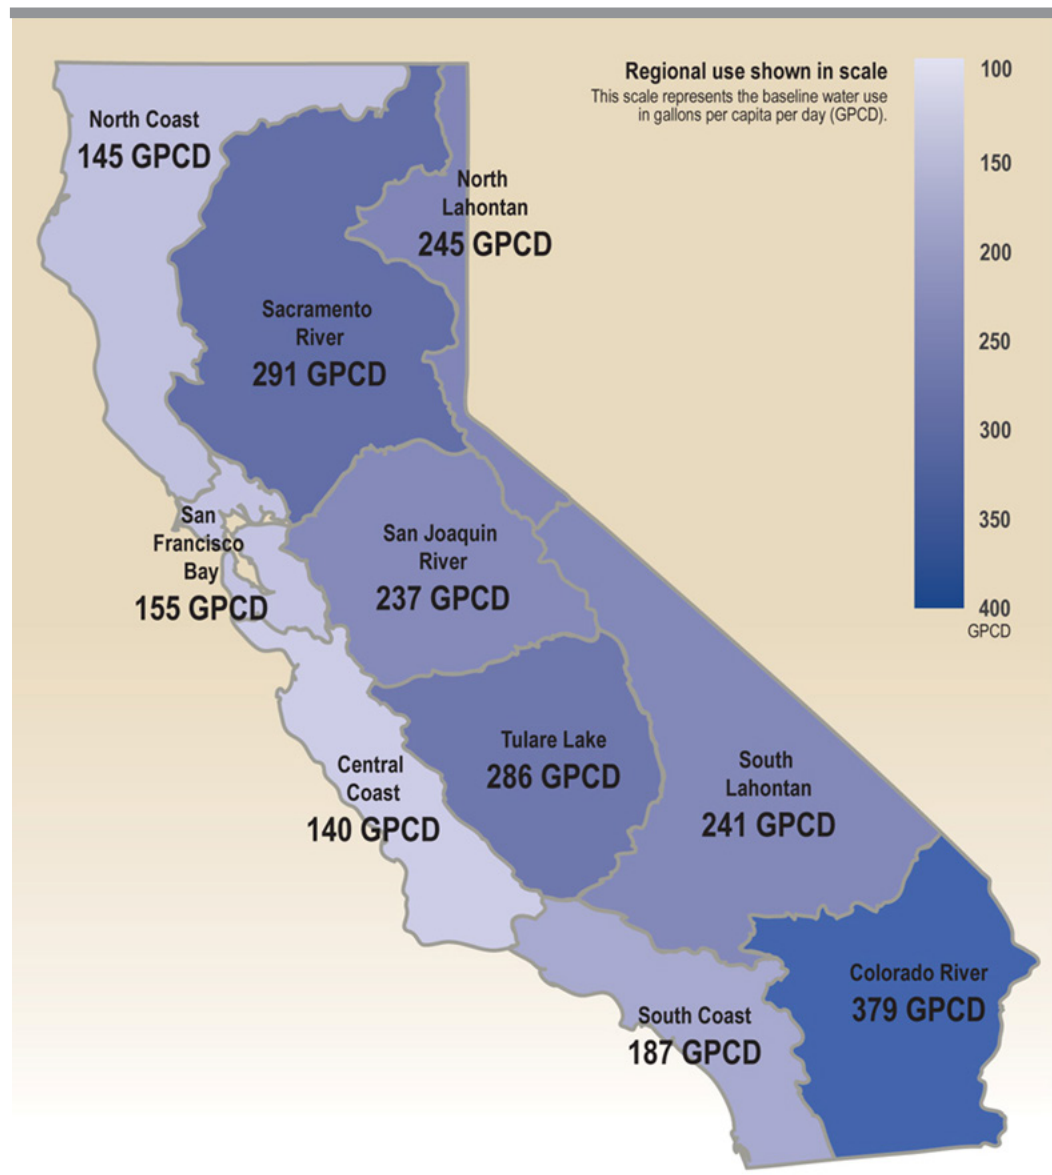 Regional use shown in scale
This scale represents the baseline water use
in gallons per capita per day (GPCD).
100
150
200
250
300
350
400
GPCD
North Coast
145 GPCD
North
Lahontan
245 GPCD
Sacramento
River
291 GPCD
San
Francisco
Bay
155 GPCD
San Joaquin
River
237 GPCD
Central
Coast
140 GPCD
Tulare Lake
286 GPCD
South
Lahontan
241 GPCD
South Coast
187 GPCD
Colorado River
379 GPCD